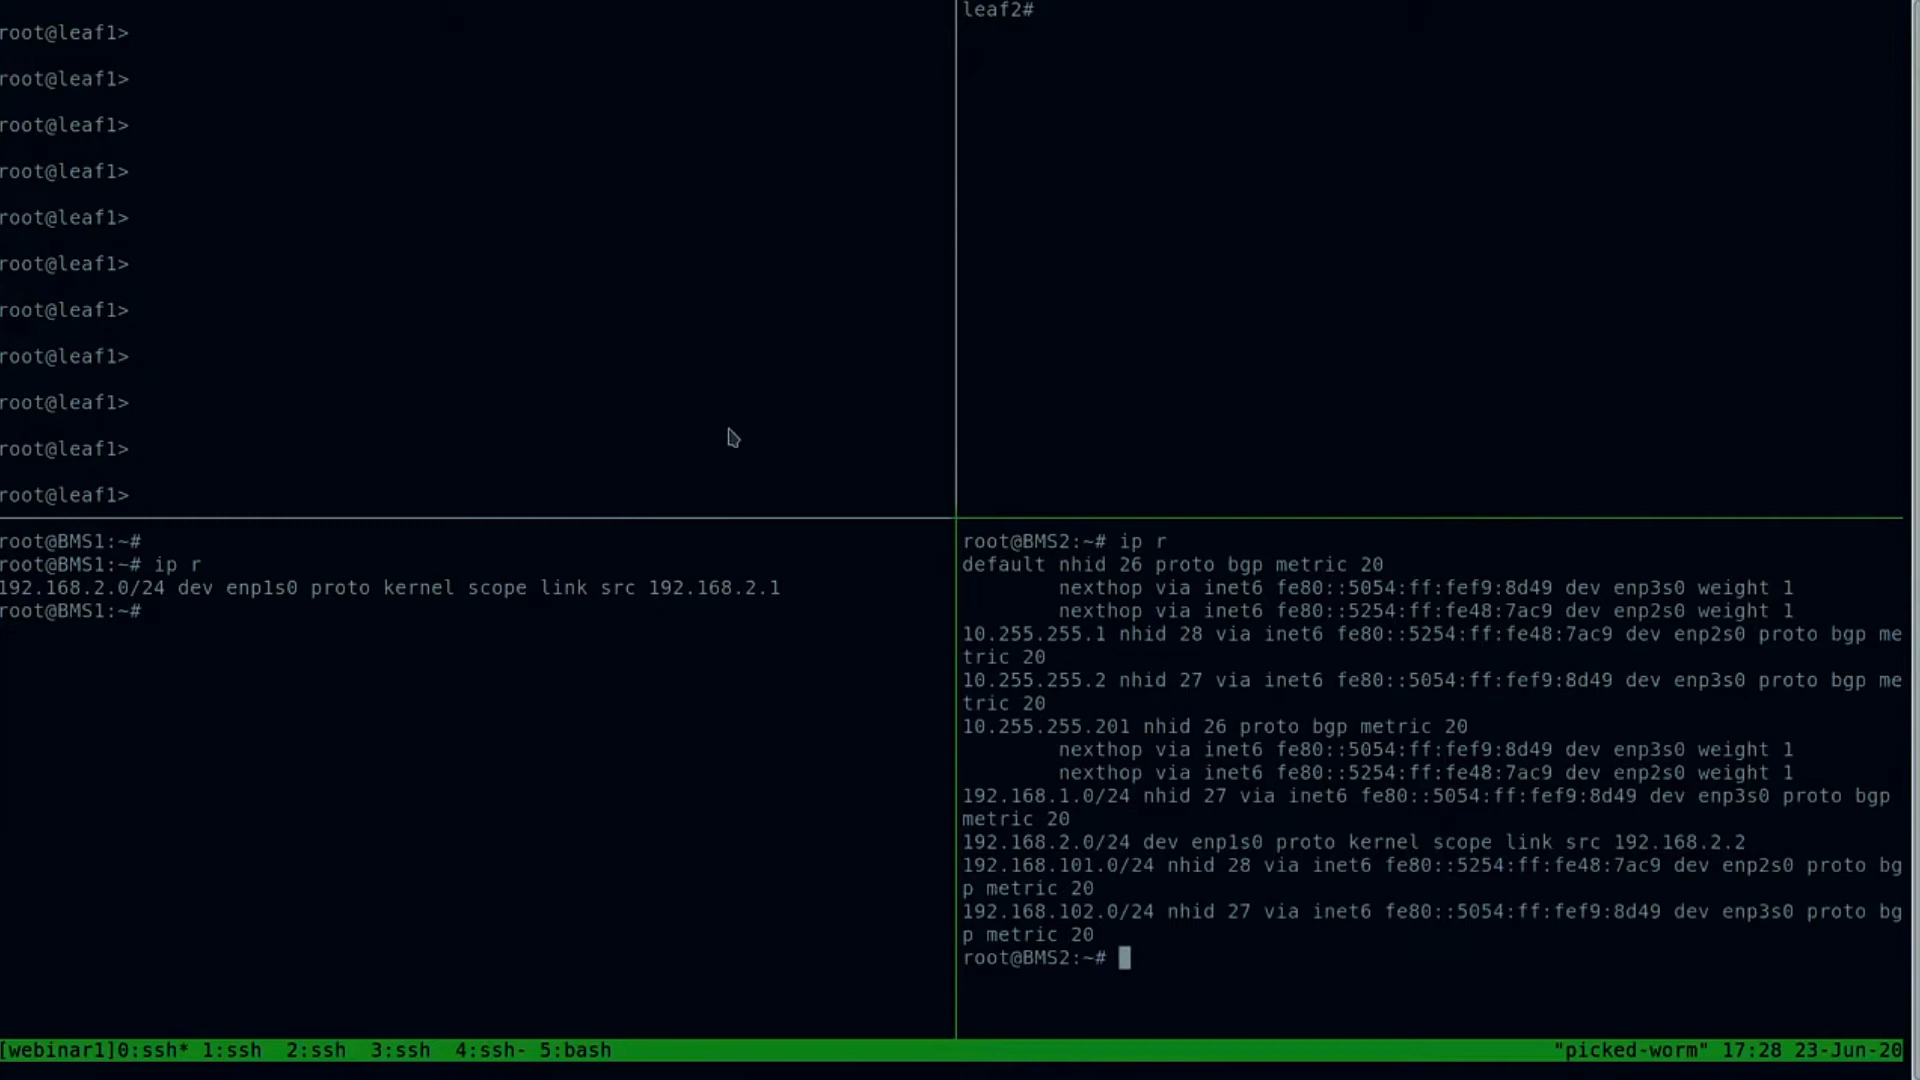 root@leaf1>
root@leaf1>
root@leaf1>
root@leaf1>
root@leaf1>
root@leaf1>
root@leaf1>
root@leaf1>
root@leaf1>
root@leaf1>
root@leaf1>
leaf2#
root@BMS1:~#
root@BMS1:~# ip r
192.168.2.0/24 dev enp1s0 proto kernel scope link src 192.168.2.1
root@BMS1:~#
root@BMS2:~# ip r
default nhid 26 proto bgp metric 20
        nexthop via inet6 fe80::5054:ff:fef9:8d49 dev enp3s0 weight 1
        nexthop via inet6 fe80::5254:ff:fe48:7ac9 dev enp2s0 weight 1
10.255.255.1 nhid 28 via inet6 fe80::5254:ff:fe48:7ac9 dev enp2s0 proto bgp me
tric 20
10.255.255.2 nhid 27 via inet6 fe80::5054:ff:fef9:8d49 dev enp3s0 proto bgp me
tric 20
10.255.255.201 nhid 26 proto bgp metric 20
        nexthop via inet6 fe80::5054:ff:fef9:8d49 dev enp3s0 weight 1
        nexthop via inet6 fe80::5254:ff:fe48:7ac9 dev enp2s0 weight 1
192.168.1.0/24 nhid 27 via inet6 fe80::5054:ff:fef9:8d49 dev enp3s0 proto bgp
metric 20
192.168.2.0/24 dev enp1s0 proto kernel scope link src 192.168.2.2
192.168.101.0/24 nhid 28 via inet6 fe80::5254:ff:fe48:7ac9 dev enp2s0 proto bg
p metric 20
192.168.102.0/24 nhid 27 via inet6 fe80::5054:ff:fef9:8d49 dev enp3s0 proto bg
p metric 20
root@BMS2:~#
[webinar1]0:ssh* 1:ssh  2:ssh  3:ssh  4:ssh- 5:bash "picked-worm" 17:28 23-Jun-20